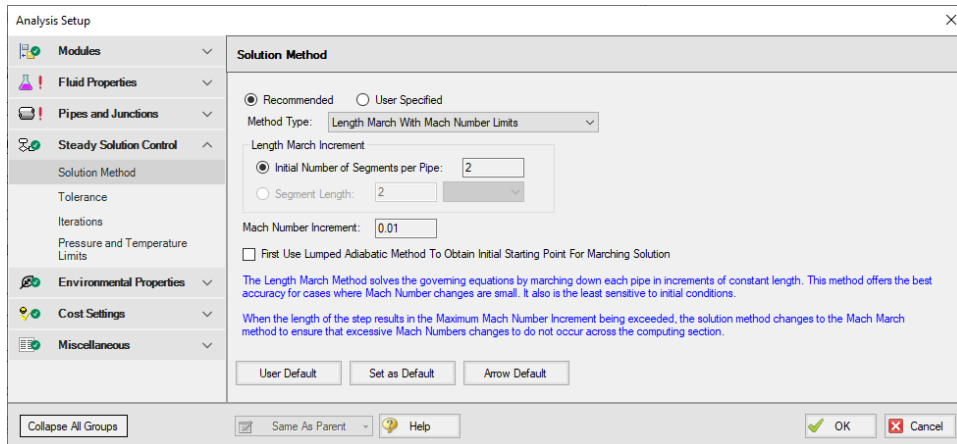 Analysis Setup
Modules
Fluid Properties
Pipes and Junctions
Steady Solution Control
Solution Method
Tolerance
Iterations
Pressure and Temperature
Limits
Environmental Properties
Cost Settings
Miscellaneous
Solution Method
Recommended User Specified
Method Type: Length March With Mach Number Limits
Length March Increment
Initial Number of Segments per Pipe: 2
Segment Length: 2
Mach Number Increment: 0.01
First Use Lumped Adiabatic Method To Obtain Initial Starting Point For Marching Solution
The Length March Method solves the governing equations by marching down each pipe in increments of constant length. This method offers the best
accuracy for cases where Mach Number changes are small. It also is the least sensitive to initial conditions.
When the length of the step results in the Maximum Mach Number Increment being exceeded, the solution method changes to the Mach March
method to ensure that excessive Mach Numbers changes to do not occur across the computing section.
User Default Set as Default Arrow Default
Collapse All Groups Same As Parent Help OK Cancel